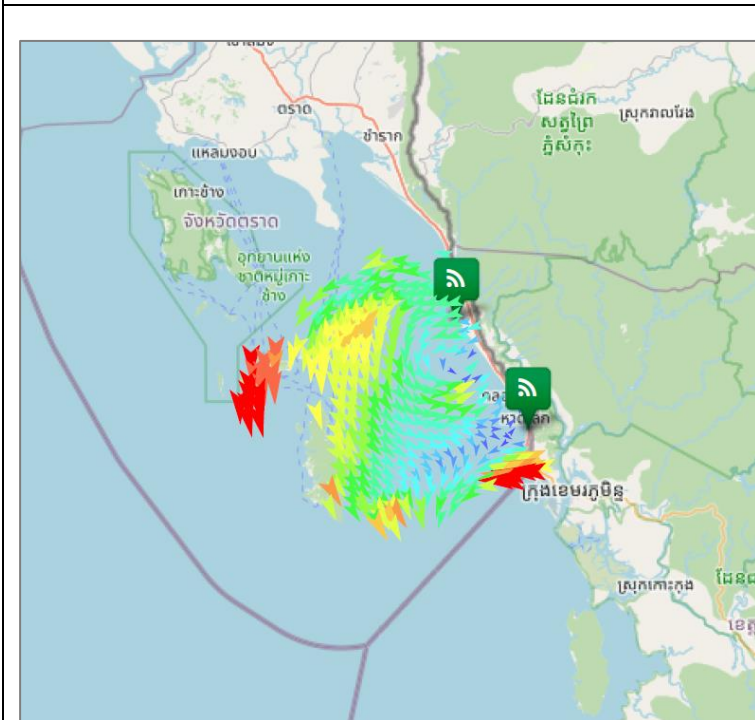 ตราด
ชำราก
ដែនជំរក
សត្វព្រៃ
ភ្នំសំកុះ
ស្រុកវាលវែង
แหลมงอบ
เกาะช้าง
จังหวัดตราด
อุทยานแห่ง
ชาติหมู่เกาะ
ช้าง
ក្រុងខេមរភូមិន្ទ
ស្រុកកោះកុង